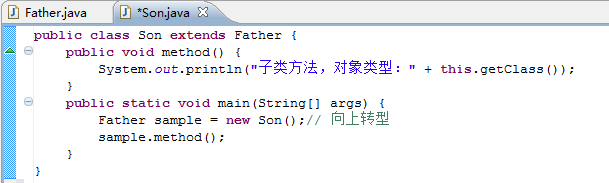 Father.java
*Son.java
public class Son extends Father {
public void method() {
System.out.println("子类方法，对象类型：" + this.getClass());
}
public static void main(String[] args) {
Father sample = new Son();// 向上转型
sample.method();
}
}